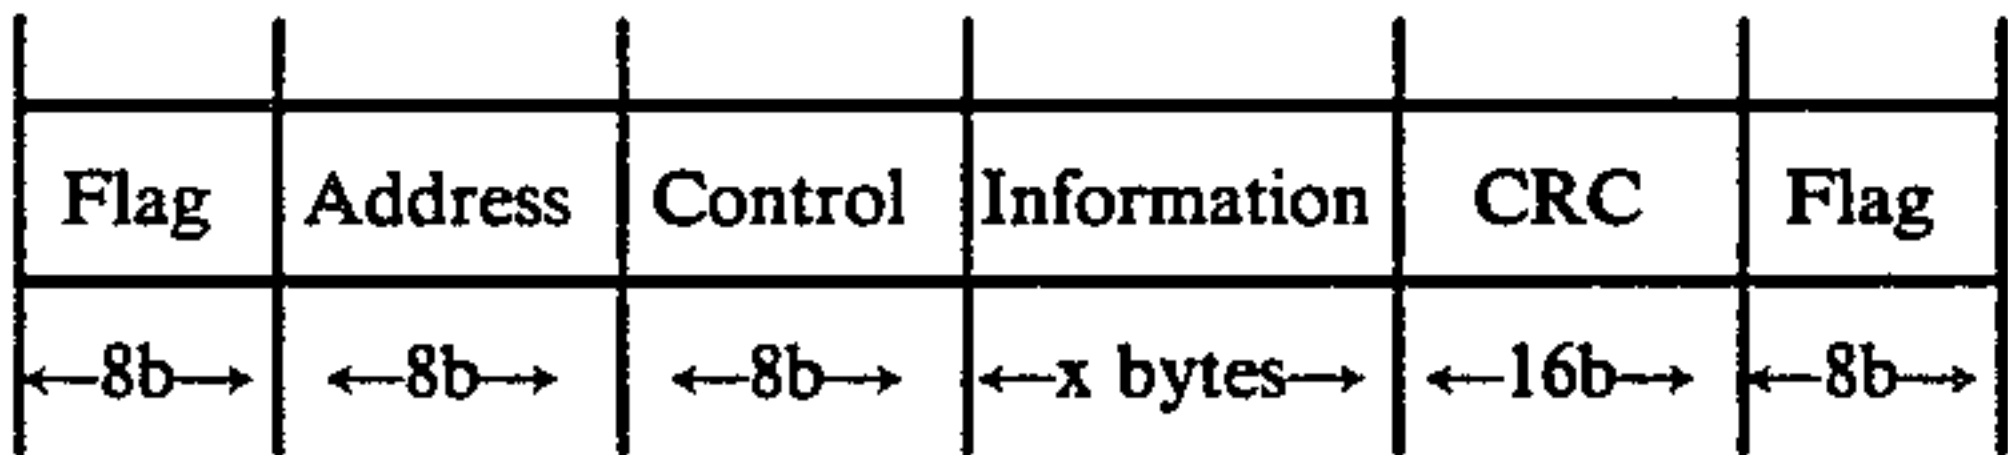 Flag Address Control Information CRC Flag
←8b→ ←8b→ ←8b→ ←x bytes→ ←16b→ ←8b→